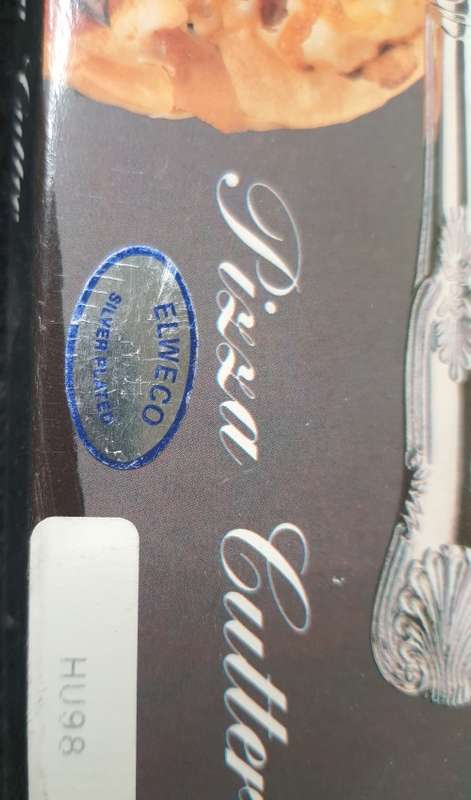 Pizza Cutter
ELWECO
SILVER PLATED
HU98